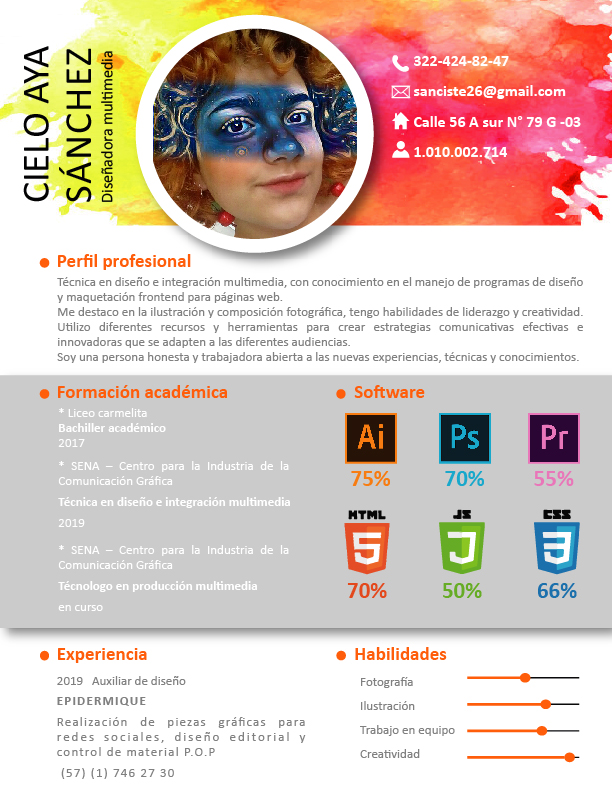 CIELO AYA
SÁNCHEZ
Diseñadora multimedia
322-424-82-47
sanciste26@gmail.com
Calle 56 A sur N° 79 G -03
1.010.002.714
Perfil profesional
Técnica en diseño e integración multimedia, con conocimiento en el manejo de programas de diseño
y maquetación frontend para páginas web.
Me destaco en la ilustración y composición fotográfica, tengo habilidades de liderazgo y creatividad.
Utilizo diferentes recursos y herramientas para crear estrategias comunicativas efectivas e
innovadoras que se adapten a las diferentes audiencias.
Soy una persona honesta y trabajadora abierta a las nuevas experiencias, técnicas y conocimientos.
Formación académica
* Liceo carmelita
Bachiller académico
2017
* SENA – Centro para la Industria de la
Comunicación Gráfica
Técnica en diseño e integración multimedia
2019
* SENA – Centro para la Industria de la
Comunicación Gráfica
Técnologo en producción multimedia
en curso
Software
Ai Ps Pr
75% 70% 55%
HTML JS CSS
5 J 3
70% 50% 66%
Experiencia
2019 Auxiliar de diseño
EPIDERMIQUE
Realización de piezas gráficas para
redes sociales, diseño editorial y
control de material P.O.P
(57) (1) 746 27 30
Habilidades
Fotografía
Ilustración
Trabajo en equipo
Creatividad